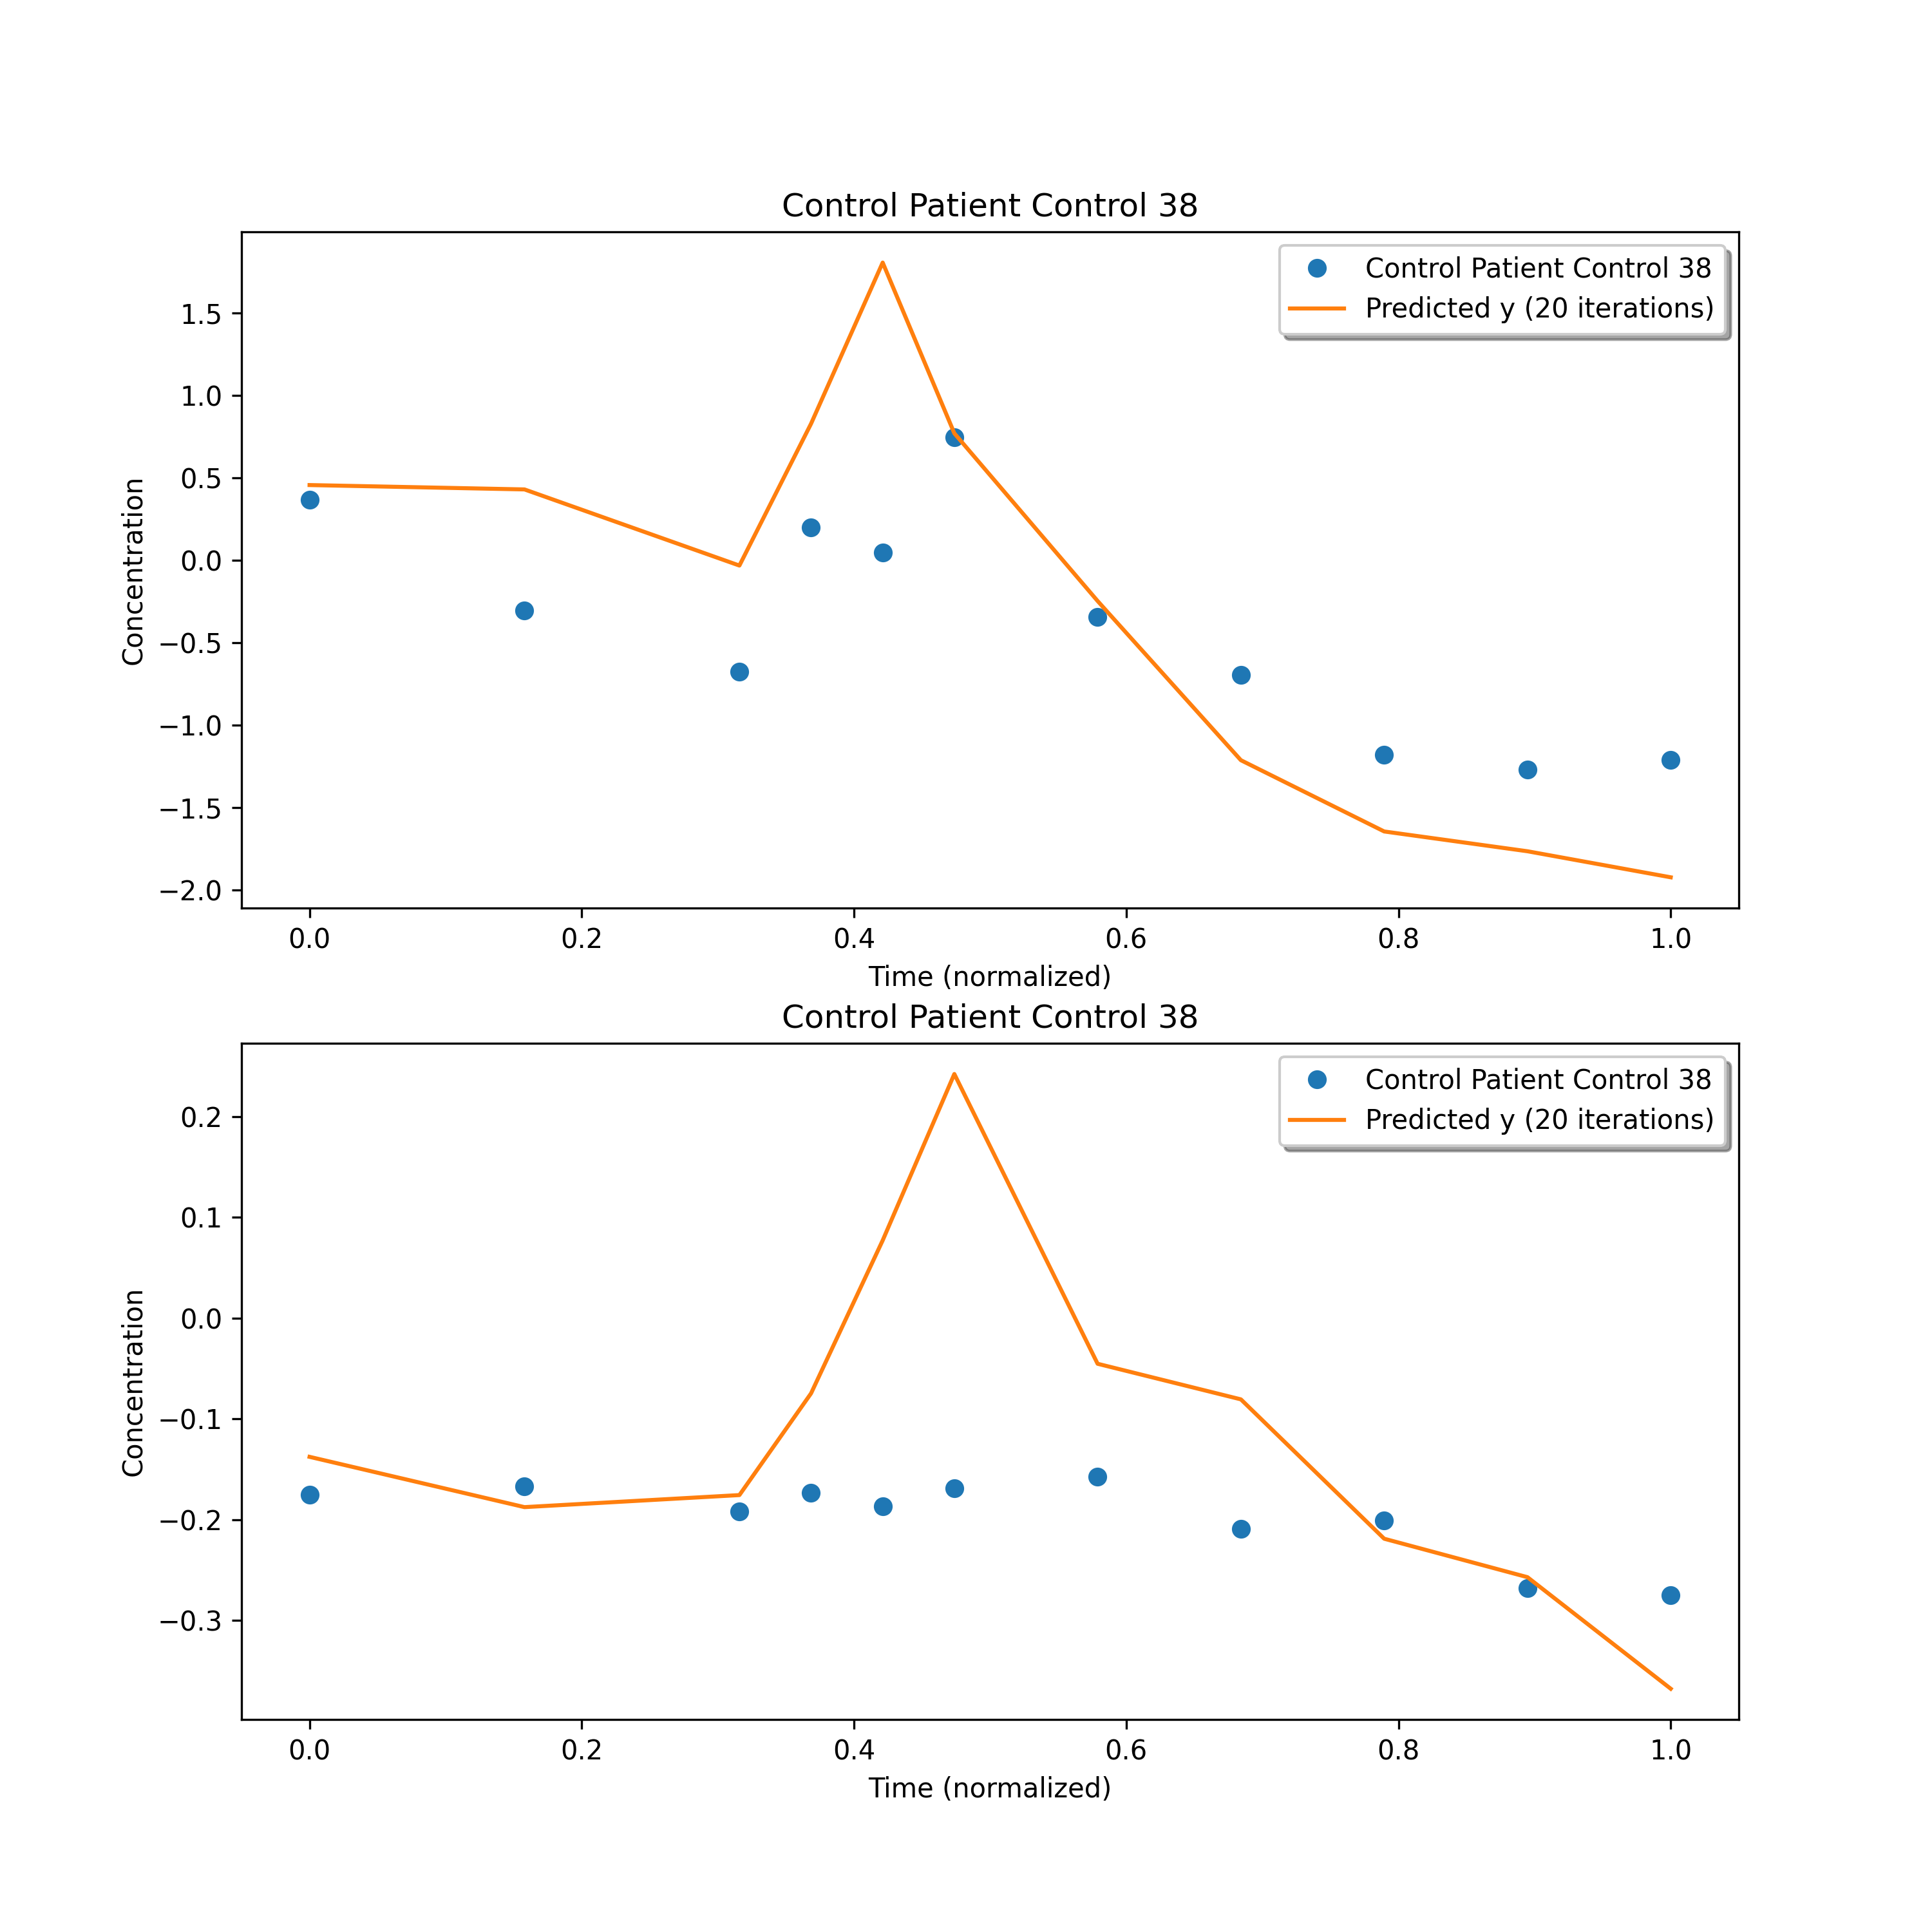 Control Patient Control 38
Control Patient Control 38
Predicted y (20 iterations)
1.5
1.0
0.5
0.0
−0.5
−1.0
−1.5
−2.0
Concentration
0.0 0.2 0.4 0.6 0.8 1.0
Time (normalized)
Control Patient Control 38
Control Patient Control 38
Predicted y (20 iterations)
0.2
0.1
0.0
−0.1
−0.2
−0.3
Concentration
0.0 0.2 0.4 0.6 0.8 1.0
Time (normalized)